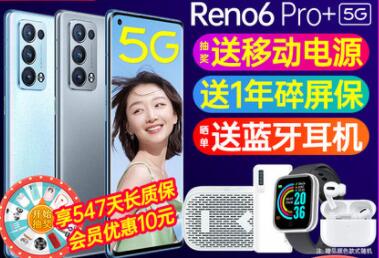 Reno6 Pro+ 5G
5G
抽奖 送移动电源
送1年碎屏保
晒单 送蓝牙耳机
开始
抽奖
享547天长质保
会员优惠10元
20
36
注：赠品颜色款式随机